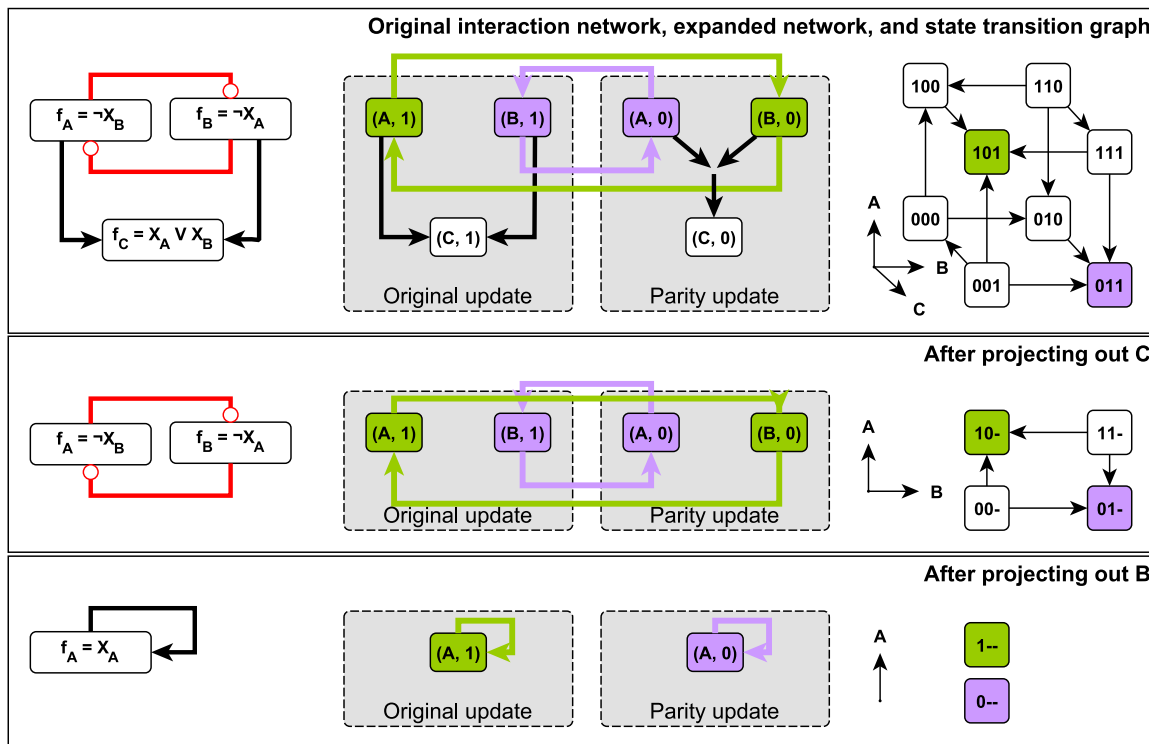 Original interaction network, expanded network, and state transition graph
f_A = ¬X_B
f_B = ¬X_A
f_C = X_A V X_B
(A, 1)
(B, 1)
(A, 0)
(B, 0)
(C, 1)
(C, 0)
Original update
Parity update
100
110
101
111
000
010
001
011
A
B
C
After projecting out C
f_A = ¬X_B
f_B = ¬X_A
(A, 1)
(B, 1)
(A, 0)
(B, 0)
Original update
Parity update
A
B
10-
11-
00-
01-
After projecting out B
f_A = X_A
(A, 1)
(A, 0)
Original update
Parity update
A
1--
0--